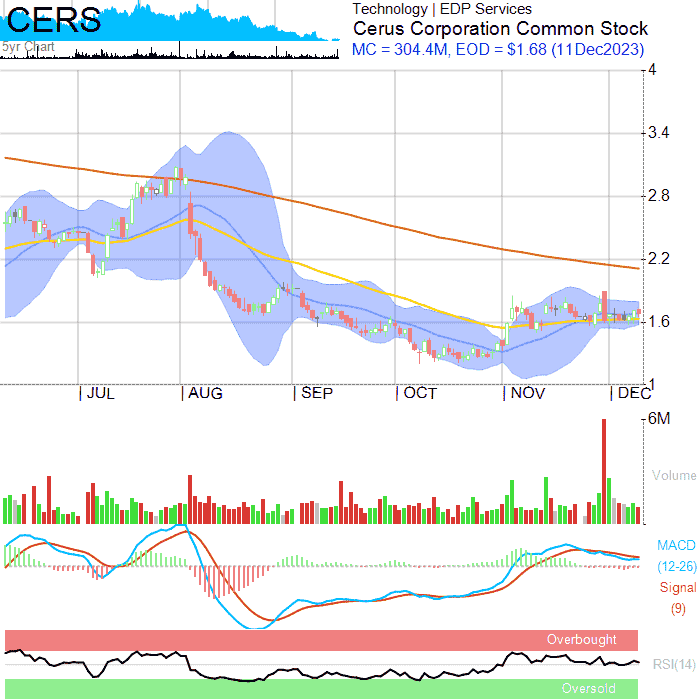 CERS
5yr Chart
Technology | EDP Services
Cerus Corporation Common Stock
MC = 304.4M, EOD = $1.68 (11Dec2023)
4
3.4
2.8
2.2
1.6
1
JUL AUG SEP OCT NOV DEC
6M
Volume
MACD
(12-26)
Signal
(9)
Overbought
RSI(14)
Oversold